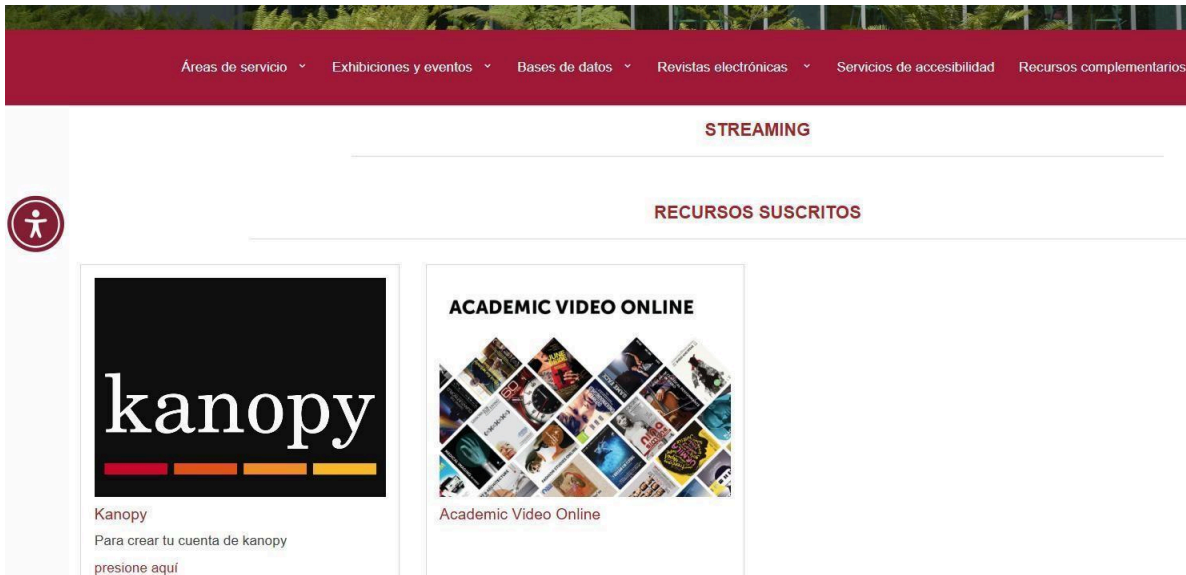 Áreas de servicio Exhibiciones y eventos Bases de datos Revistas electrónicas Servicios de accesibilidad Recursos complementarios
STREAMING
RECURSOS SUSCRITOS
kanopy
ACADEMIC VIDEO ONLINE
Kanopy
Academic Video Online
Para crear tu cuenta de kanopy
presione aquí